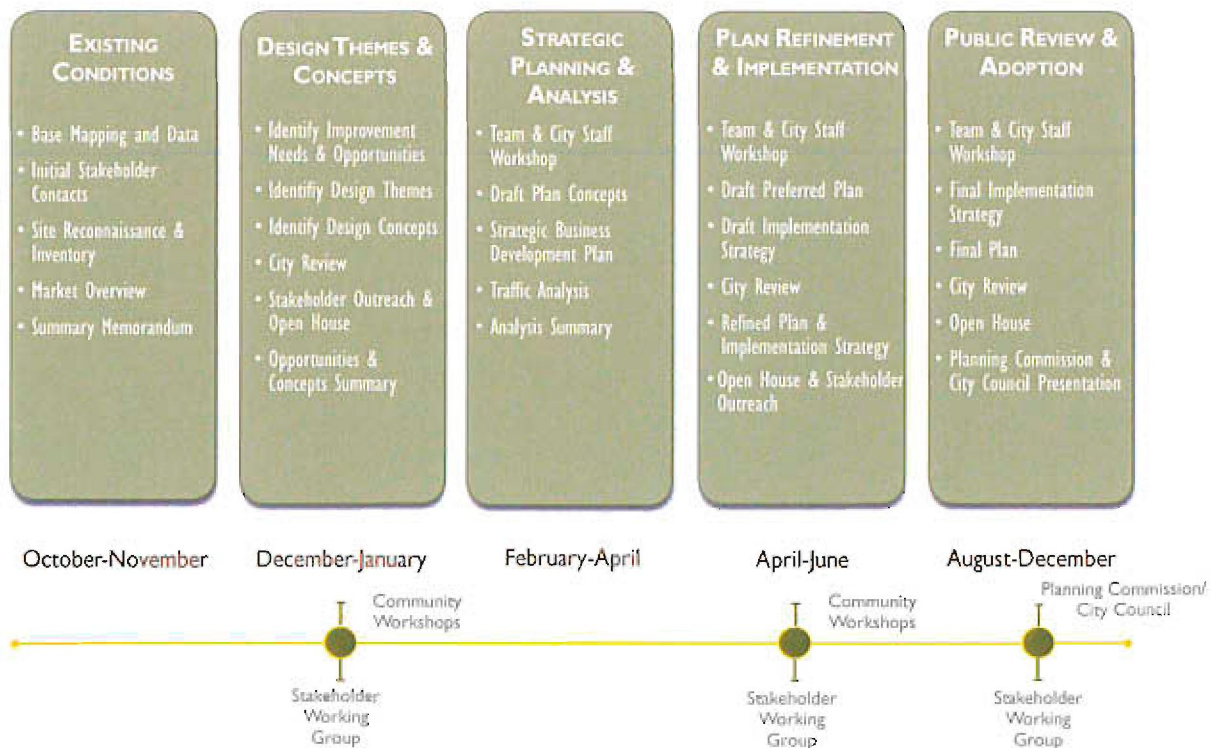 EXISTING
CONDITIONS
• Base Mapping and Data
• Initial Stakeholder
Contacts
• Site Reconnaissance &
Inventory
• Market Overview
• Summary Memorandum
DESIGN THEMES &
CONCEPTS
• Identify Improvement
Needs & Opportunities
• Identifiy Design Themes
• Identify Design Concepts
• City Review
• Stakeholder Outreach &
Open House
• Opportunities &
Concepts Summary
STRATEGIC
PLANNING &
ANALYSIS
• Team & City Staff
Workshop
• Draft Plan Concepts
• Strategic Business
Development Plan
• Traffic Analysis
• Analysis Summary
PLAN REFINEMENT
& IMPLEMENTATION
• Team & City Staff
Workshop
• Draft Preferred Plan
• Draft Implementation
Strategy
• City Review
• Refined Plan &
Implementation Strategy
• Open House & Stakeholder
Outreach
PUBLIC REVIEW &
ADOPTION
• Team & City Staff
Workshop
• Final Implementation
Strategy
• Final Plan
• City Review
• Open House
• Planning Commission &
City Council Presentation
October-November
December-January
February-April
April-June
August-December
Community
Workshops
Stakeholder
Working
Group
Community
Workshops
Stakeholder
Working
Group
Planning Commission/
City Council
Stakeholder
Working
Group